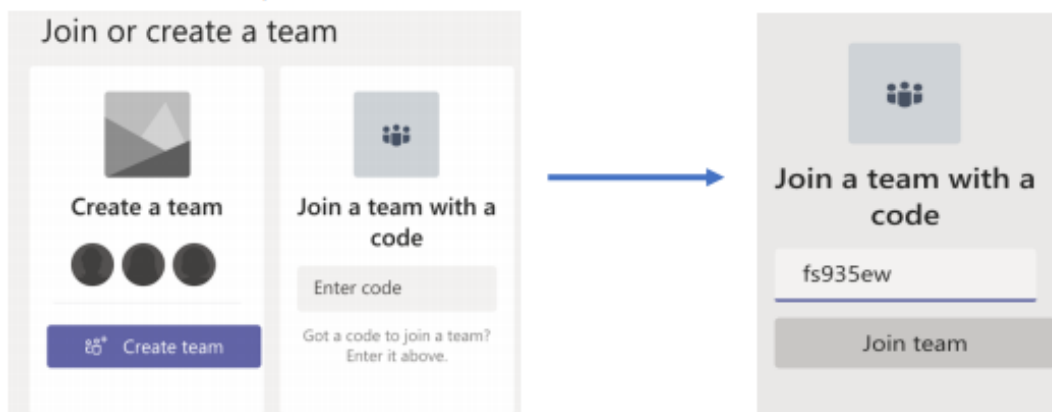 Join or create a team
Create a team
Create team
Join a team with a
code
Enter code
Got a code to join a team?
Enter it above.
Join a team with a
code
fs935ew
Join team